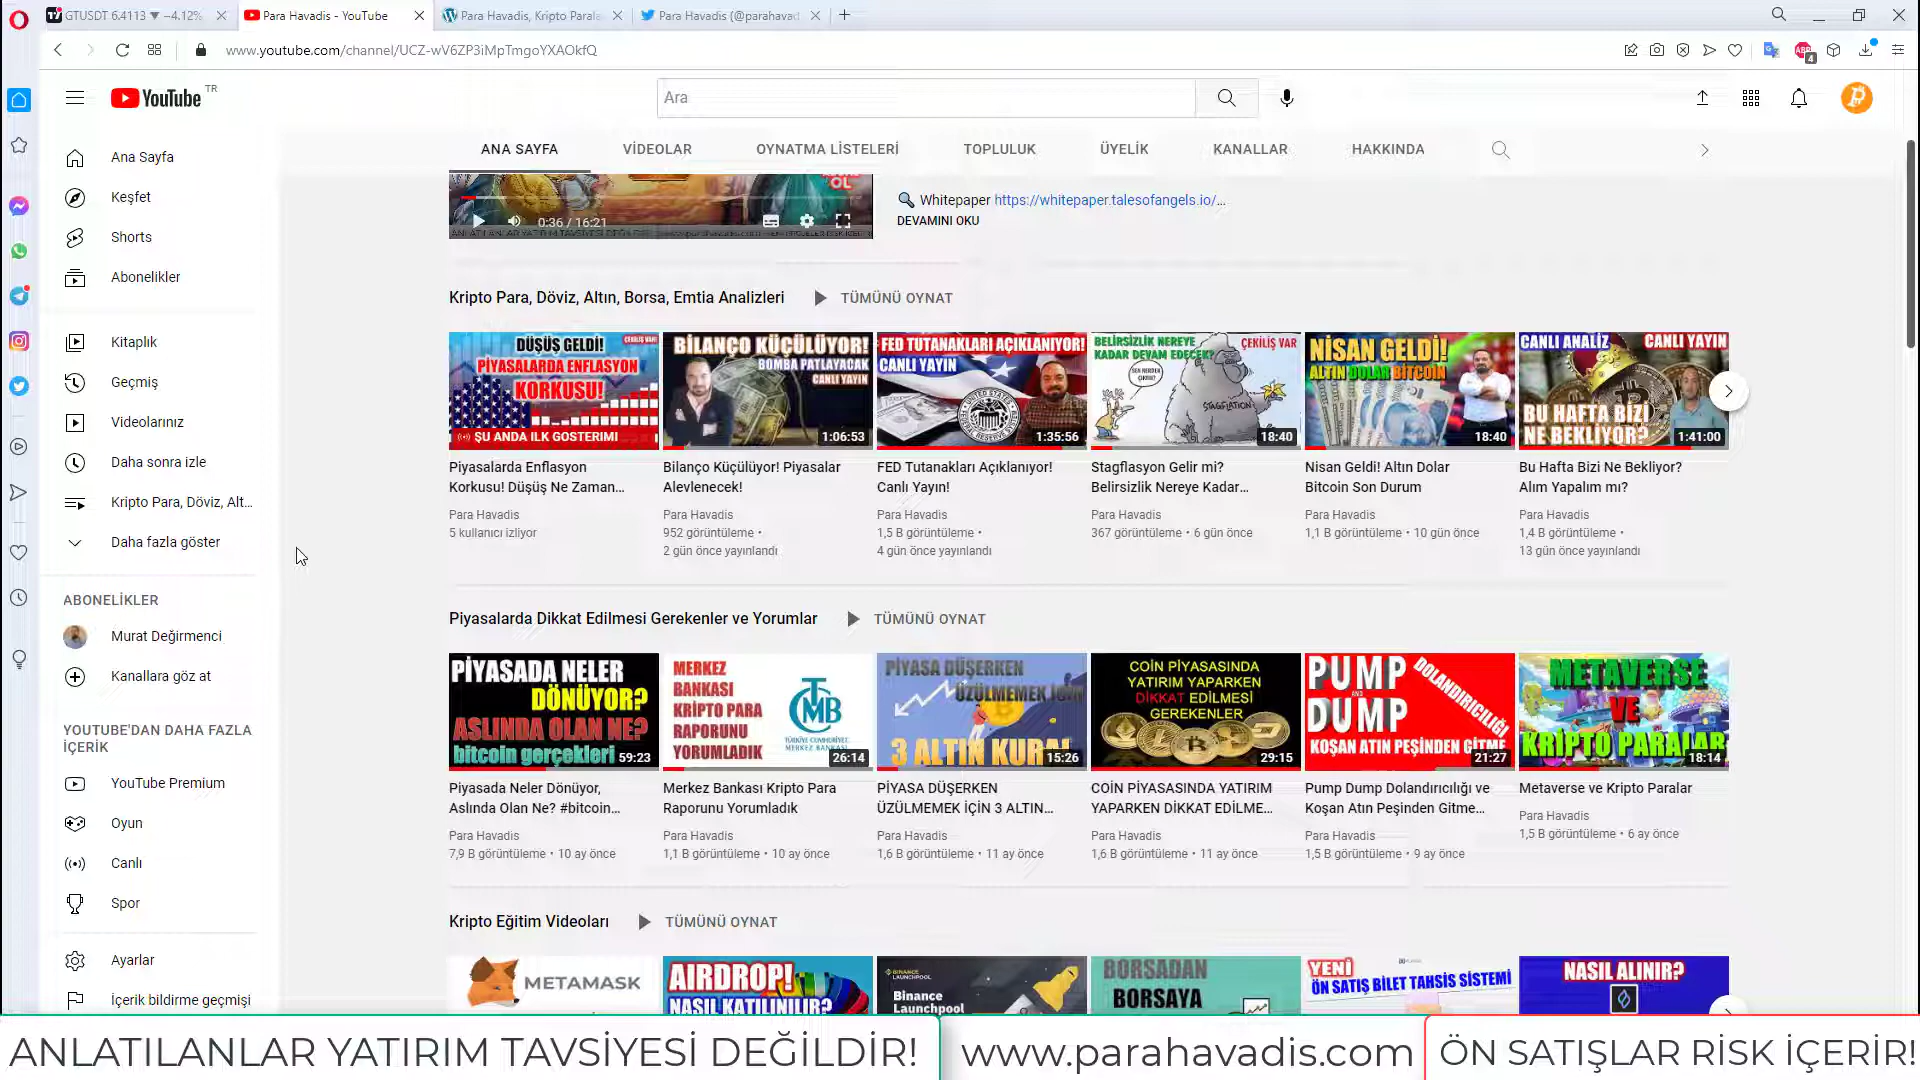 GTUSDT 6.4113 ▼ −4.12%
Para Havadis - YouTube
Para Havadis, Kripto Parala
Para Havadis (@parahavad
www.youtube.com/channel/UCZ-wV6ZP3iMpTmgoYXAOkfQ
4
YouTube TR
Ara
Ana Sayfa
Keşfet
Shorts
Abonelikler
Kitaplık
Geçmiş
Videolarınız
Daha sonra izle
Kripto Para, Döviz, Alt...
Daha fazla göster
ABONELİKLER
Murat Değirmenci
Kanallara göz at
YOUTUBE'DAN DAHA FAZLA
İÇERİK
YouTube Premium
Oyun
Canlı
Spor
Ayarlar
İçerik bildirme geçmişi
ANA SAYFA
VİDEOLAR
OYNATMA LİSTELERİ
TOPLULUK
ÜYELİK
KANALLAR
HAKKINDA
OL
0:36 / 16:21
Whitepaper https://whitepaper.talesofangels.io/...
DEVAMINI OKU
Kripto Para, Döviz, Altın, Borsa, Emtia Analizleri
TÜMÜNÜ OYNAT
DÜŞÜŞ GELDİ!
ÇEKİLİŞ VAR!
PİYASALARDA ENFLASYON
KORKUSU!
ŞU ANDA İLK GÖSTERİMİ
Piyasalarda Enflasyon
Korkusu! Düşüş Ne Zaman...
Para Havadis
5 kullanıcı izliyor
BİLANÇO KÜÇÜLÜYOR!
BOMBA PATLAYACAK
CANLI YAYIN
1:06:53
Bilanço Küçülüyor! Piyasalar
Alevlenecek!
Para Havadis
952 görüntüleme •
2 gün önce yayınlandı
FED TUTANAKLARI AÇIKLANIYOR!
CANLI YAYIN
1:35:56
FED Tutanakları Açıklanıyor!
Canlı Yayın!
Para Havadis
1,5 B görüntüleme •
4 gün önce yayınlandı
BELİRSİZLİK NEREYE
KADAR DEVAM EDECEK?
ÇEKİLİŞ VAR
STAGFLATION
18:40
Stagflasyon Gelir mi?
Belirsizlik Nereye Kadar...
Para Havadis
367 görüntüleme • 6 gün önce
NİSAN GELDİ!
ALTIN DOLAR BITCOIN
18:40
Nisan Geldi! Altın Dolar
Bitcoin Son Durum
Para Havadis
1,1 B görüntüleme • 10 gün önce
CANLI ANALİZ
CANLI YAYIN
BU HAFTA BİZİ
NE BEKLİYOR?
1:41:00
Bu Hafta Bizi Ne Bekliyor?
Alım Yapalım mı?
Para Havadis
1,4 B görüntüleme •
13 gün önce yayınlandı
Piyasalarda Dikkat Edilmesi Gerekenler ve Yorumlar
TÜMÜNÜ OYNAT
PİYASADA NELER
DÖNÜYOR?
ASLINDA OLAN NE?
bitcoin gerçekleri
59:23
Piyasada Neler Dönüyor,
Aslında Olan Ne? #bitcoin...
Para Havadis
7,9 B görüntüleme • 10 ay önce
MERKEZ
BANKASI
KRİPTO PARA
RAPORUNU
YORUMLADIK
TÜRKİYE CUMHURİYET
MERKEZ BANKASI
26:14
Merkez Bankası Kripto Para
Raporunu Yorumladık
Para Havadis
1,1 B görüntüleme • 10 ay önce
PİYASA DÜŞERKEN
ÜZÜLMEMEK İÇİN
3 ALTIN KURAL
15:26
PİYASA DÜŞERKEN
ÜZÜLMEMEK İÇİN 3 ALTIN...
Para Havadis
1,6 B görüntüleme • 11 ay önce
COİN PİYASASINDA
YATIRIM YAPARKEN
DİKKAT EDİLMESİ
GEREKENLER
29:15
COİN PİYASASINDA YATIRIM
YAPARKEN DİKKAT EDİLME...
Para Havadis
1,6 B görüntüleme • 11 ay önce
PUMP
AND
DUMP
DOLANDIRICILIĞI
KOŞAN ATIN PEŞİNDEN GİTME
21:27
Pump Dump Dolandırıcılığı ve
Koşan Atın Peşinden Gitme...
Para Havadis
1,5 B görüntüleme • 9 ay önce
METAVERSE
VE
KRİPTO PARALAR
18:14
Metaverse ve Kripto Paralar
Para Havadis
1,5 B görüntüleme • 6 ay önce
Kripto Eğitim Videoları
TÜMÜNÜ OYNAT
METAMASK
AIRDROP!
NASIL KATILINILIR?
BINANCE
LAUNCHPOOL
Binance
Launchpool
BORSADAN
BORSAYA
YENİ
ÖN SATIŞ BİLET TAHSİS SİSTEMİ
NASIL ALINIR?
ANLATILANLAR YATIRIM TAVSİYESİ DEĞİLDİR!
www.parahavadis.com
ÖN SATIŞLAR RİSK İÇERİR!